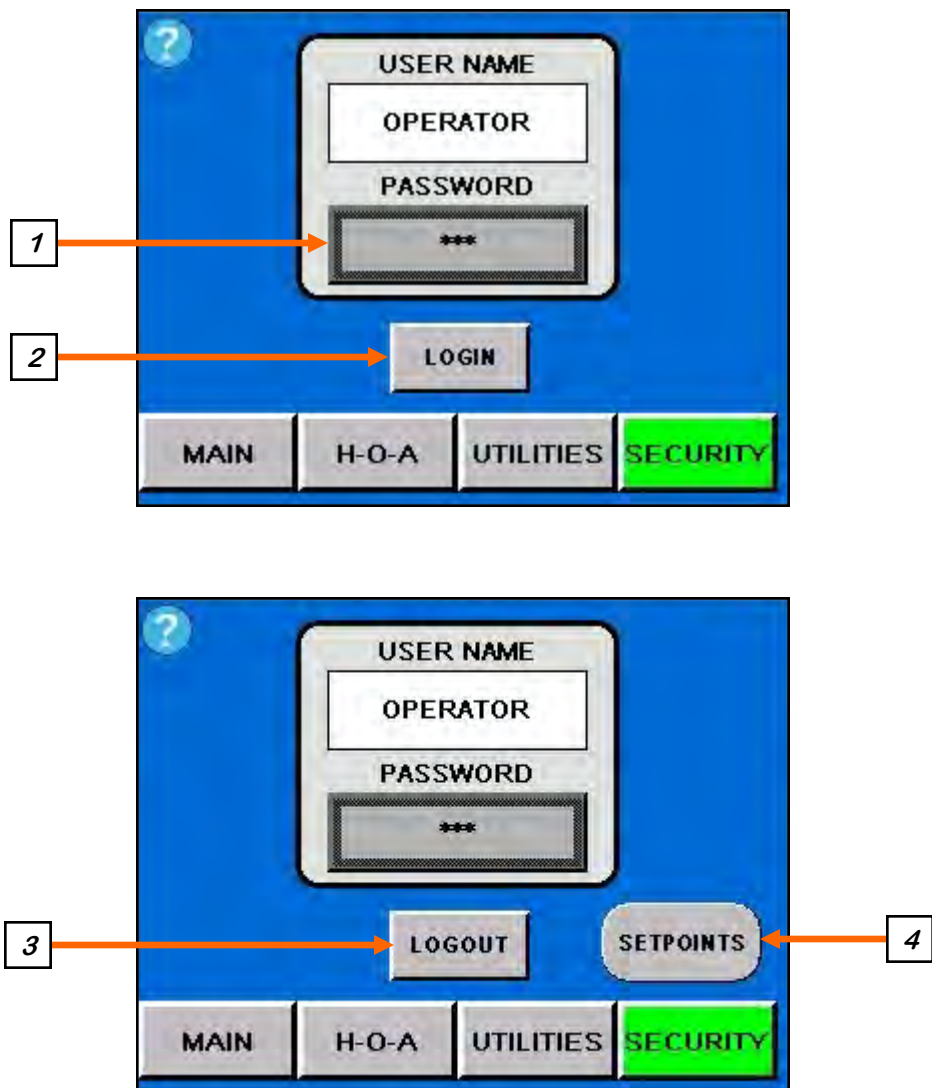 ?
USER NAME
OPERATOR
PASSWORD
1
***
2
LOGIN
MAIN H-O-A UTILITIES SECURITY
?
USER NAME
OPERATOR
PASSWORD
***
3
LOGOUT
SETPOINTS
4
MAIN H-O-A UTILITIES SECURITY